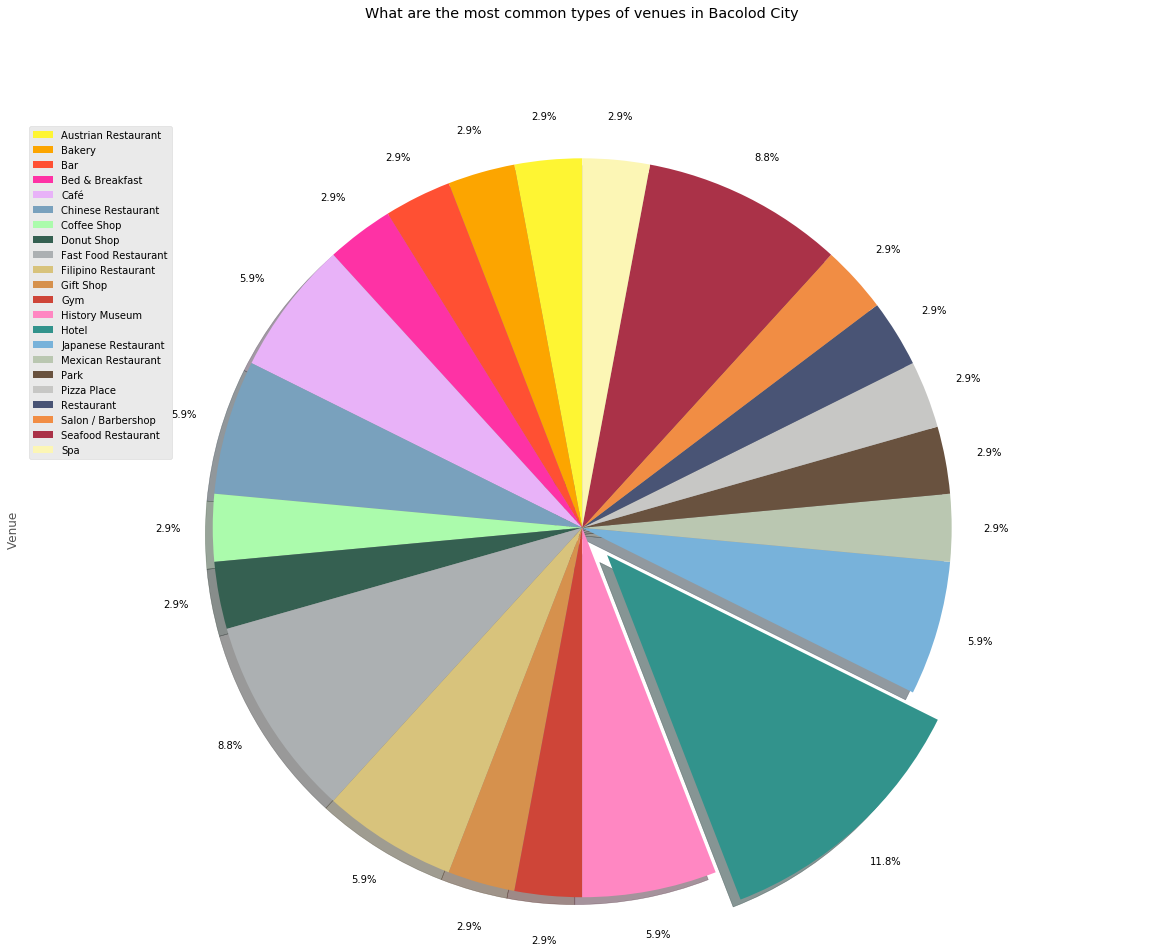 What are the most common types of venues in Bacolod City
Austrian Restaurant
Bakery
Bar
Bed & Breakfast
Café
Chinese Restaurant
Coffee Shop
Donut Shop
Fast Food Restaurant
Filipino Restaurant
Gift Shop
Gym
History Museum
Hotel
Japanese Restaurant
Mexican Restaurant
Park
Pizza Place
Restaurant
Salon / Barbershop
Seafood Restaurant
Spa
Venue
2.9%
2.9%
2.9%
2.9%
5.9%
5.9%
2.9%
2.9%
8.8%
5.9%
2.9%
2.9%
5.9%
11.8%
5.9%
2.9%
2.9%
2.9%
2.9%
2.9%
8.8%
2.9%